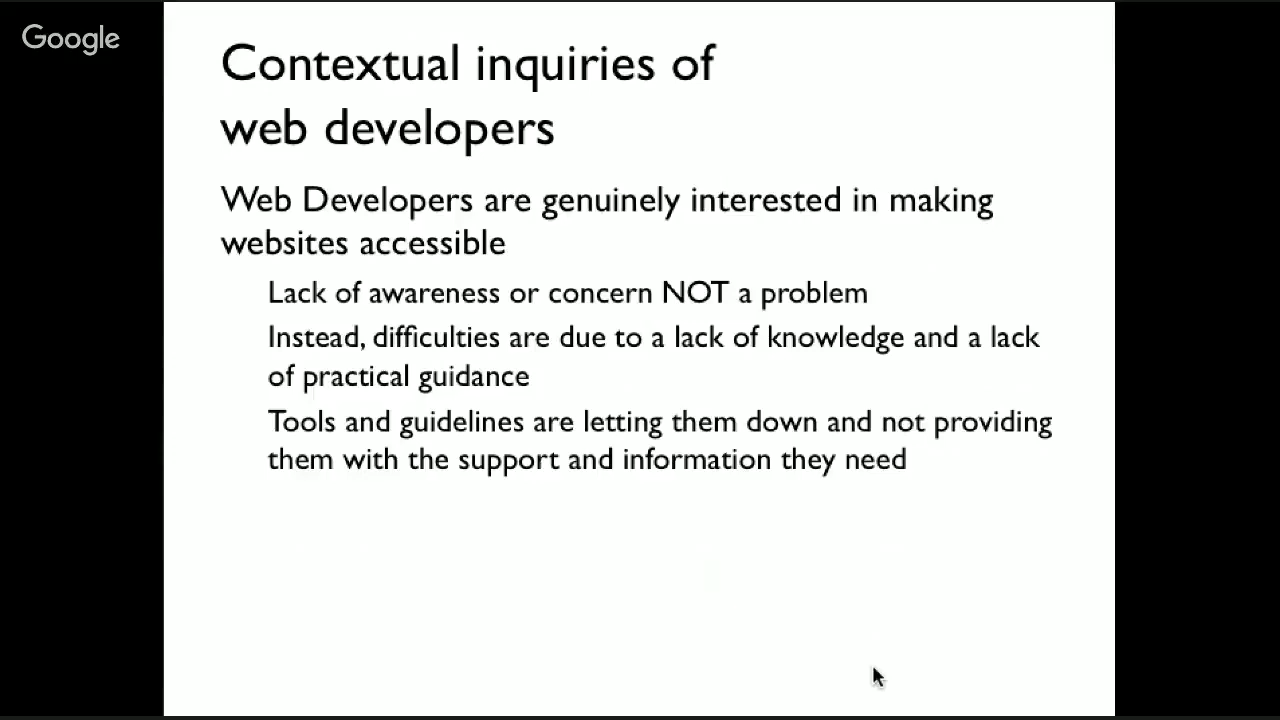 Google
Contextual inquiries of
web developers
Web Developers are genuinely interested in making
websites accessible
Lack of awareness or concern NOT a problem
Instead, difficulties are due to a lack of knowledge and a lack
of practical guidance
Tools and guidelines are letting them down and not providing
them with the support and information they need